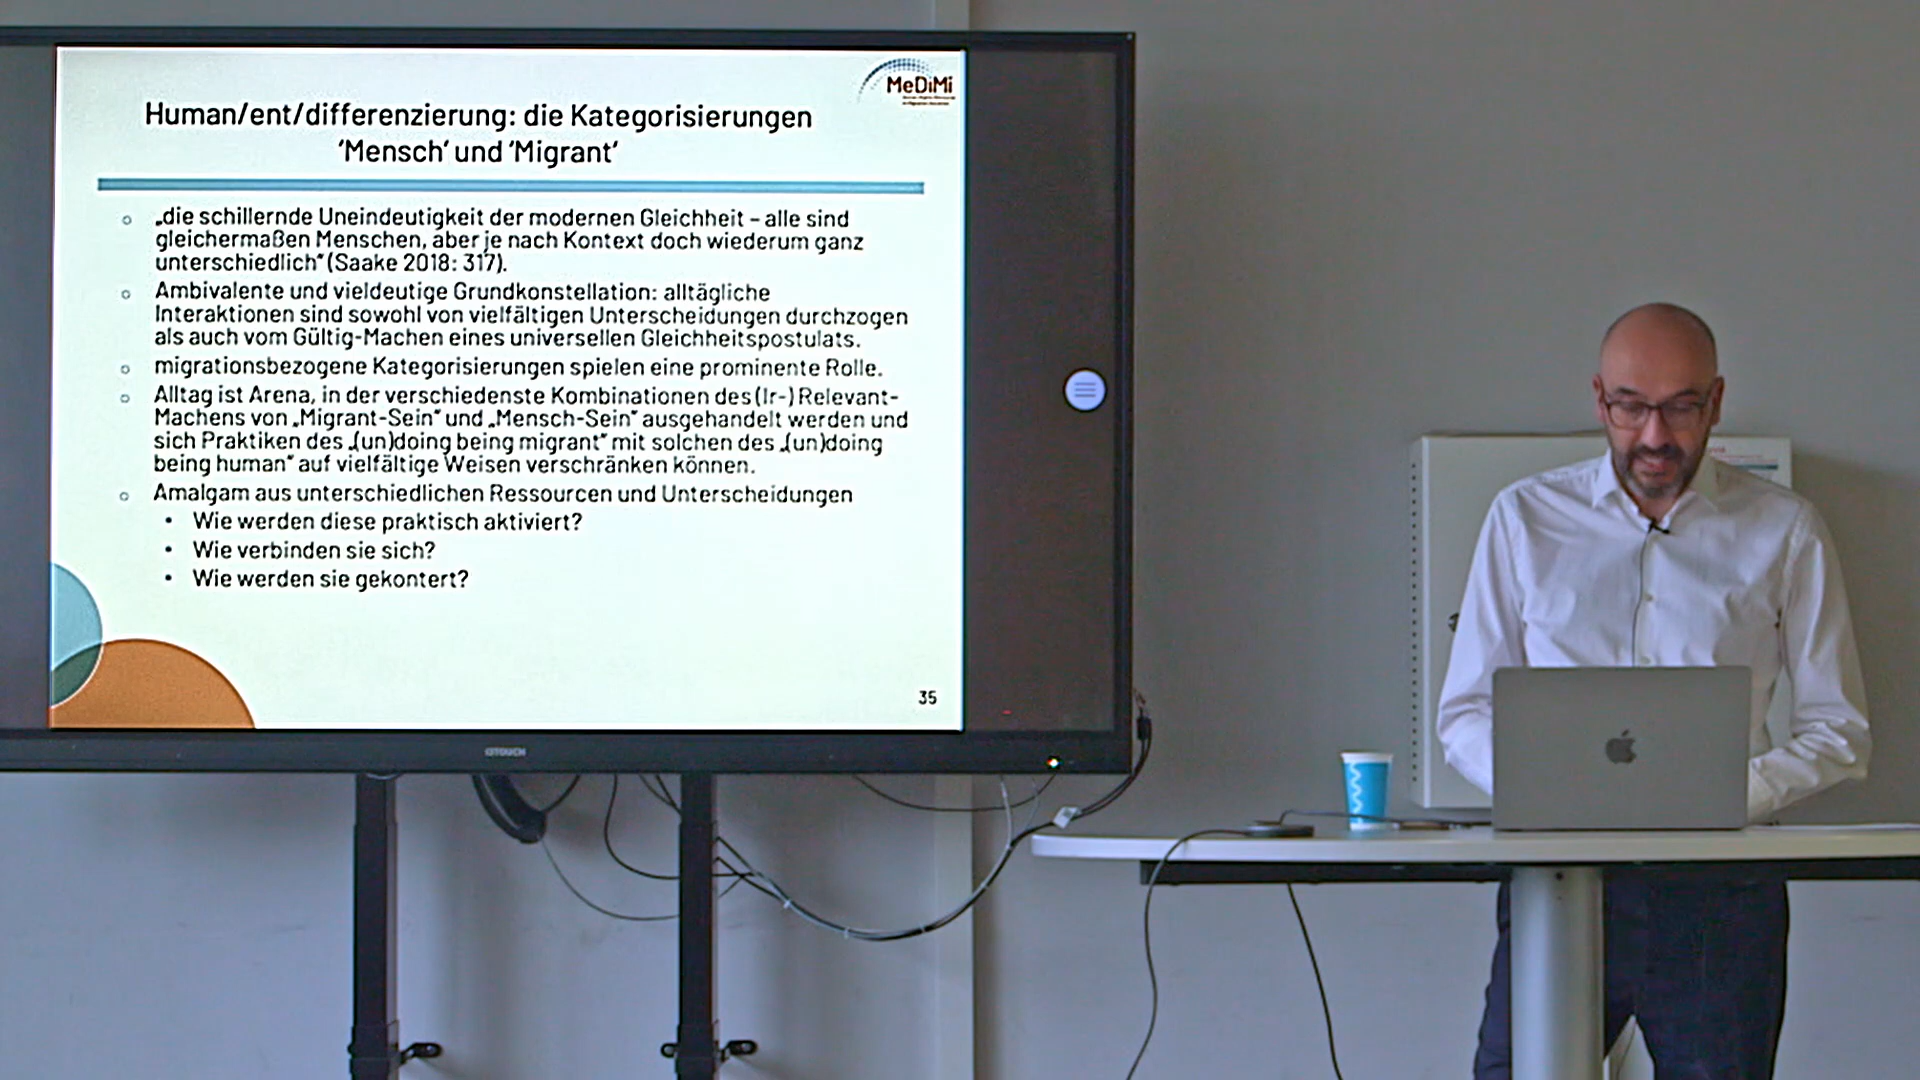 MeDiMi
Human/ent/differenzierung: die Kategorisierungen
‘Mensch’ und ‘Migrant’
„die schillernde Uneindeutigkeit der modernen Gleichheit – alle sind
gleichermaßen Menschen, aber je nach Kontext doch wiederum ganz
unterschiedlich“ (Saake 2018: 317).
Ambivalente und vieldeutige Grundkonstellation: alltägliche
Interaktionen sind sowohl von vielfältigen Unterscheidungen durchzogen
als auch vom Gültig-Machen eines universellen Gleichheitspostulats.
migrationsbezogene Kategorisierungen spielen eine prominente Rolle.
Alltag ist Arena, in der verschiedenste Kombinationen des (Ir-) Relevant-
Machens von „Migrant-Sein“ und „Mensch-Sein“ ausgehandelt werden und
sich Praktiken des „(un)doing being migrant“ mit solchen des „(un)doing
being human“ auf vielfältige Weisen verschränken können.
Amalgam aus unterschiedlichen Ressourcen und Unterscheidungen
• Wie werden diese praktisch aktiviert?
• Wie verbinden sie sich?
• Wie werden sie gekontert?
35
CTOUCH